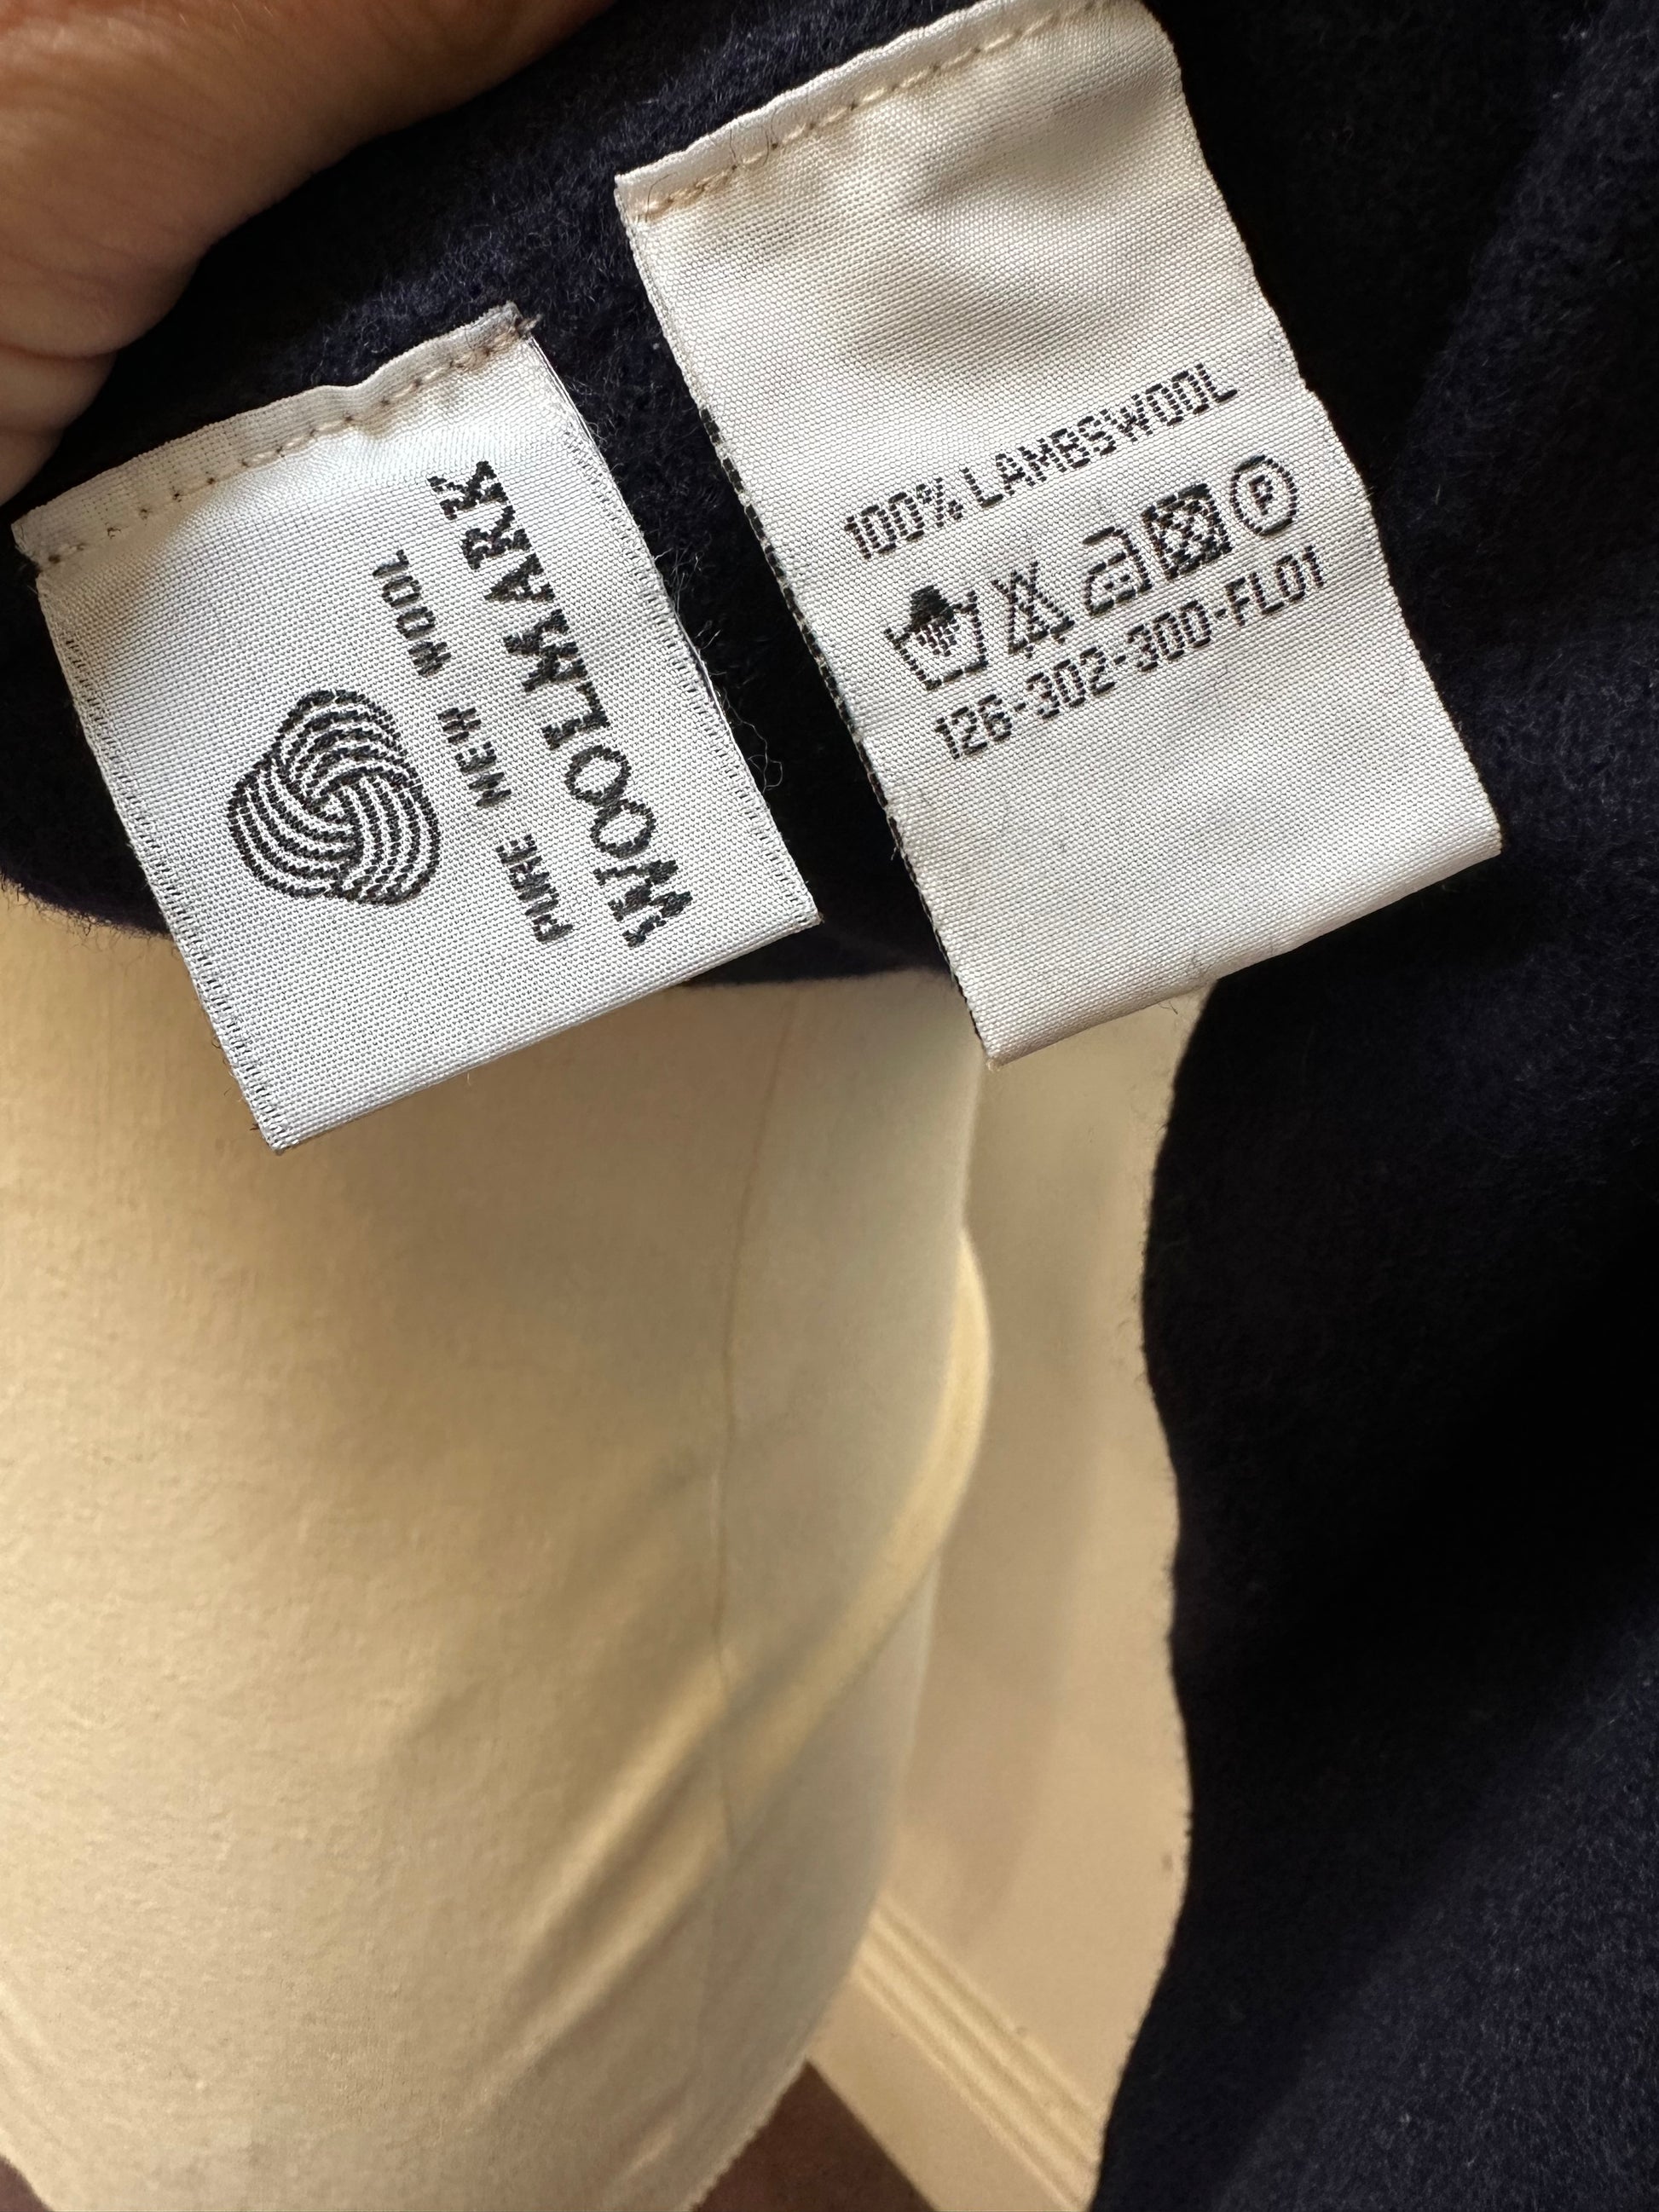 PURE NEW WOOL
WOOLMARK
100% LAMBSWOOL
P
126-302-300-FL01